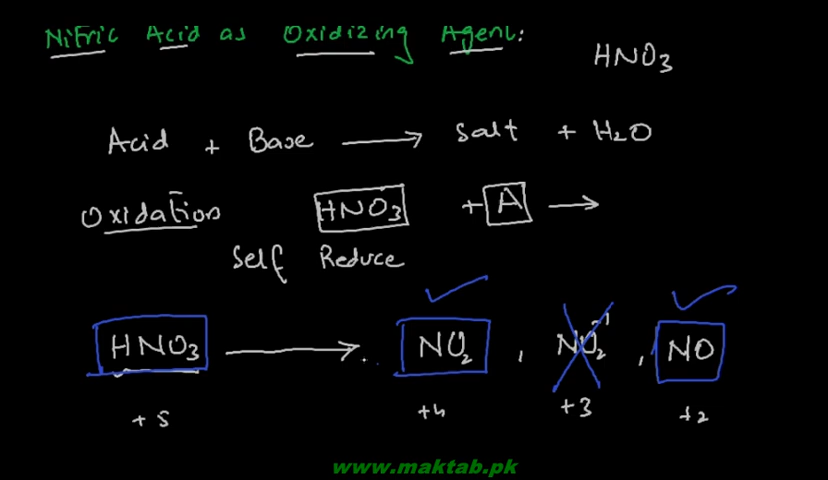 Nitric Acid as Oxidizing Agent:
HNO3
Acid + Base → Salt + H2O
Oxidation HNO3 + A →
Self Reduce
HNO3 → NO2 , NO2-1 , NO
+5 +4 +3 +2
www.maktab.pk